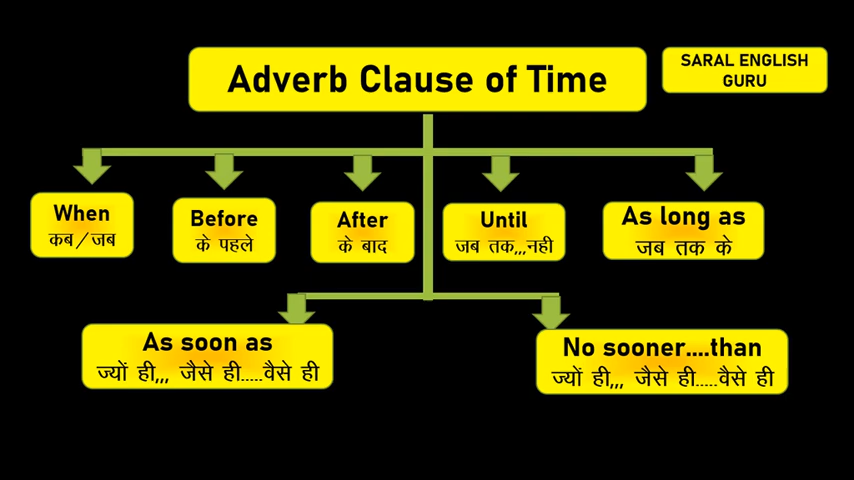 Adverb Clause of Time
SARAL ENGLISH
GURU
When
कब/जब
Before
के पहले
After
के बाद
Until
जब तक,,,नही
As long as
जब तक के
As soon as
ज्यों ही,,, जैसे ही.....वैसे ही
No sooner....than
ज्यों ही,,, जैसे ही.....वैसे ही